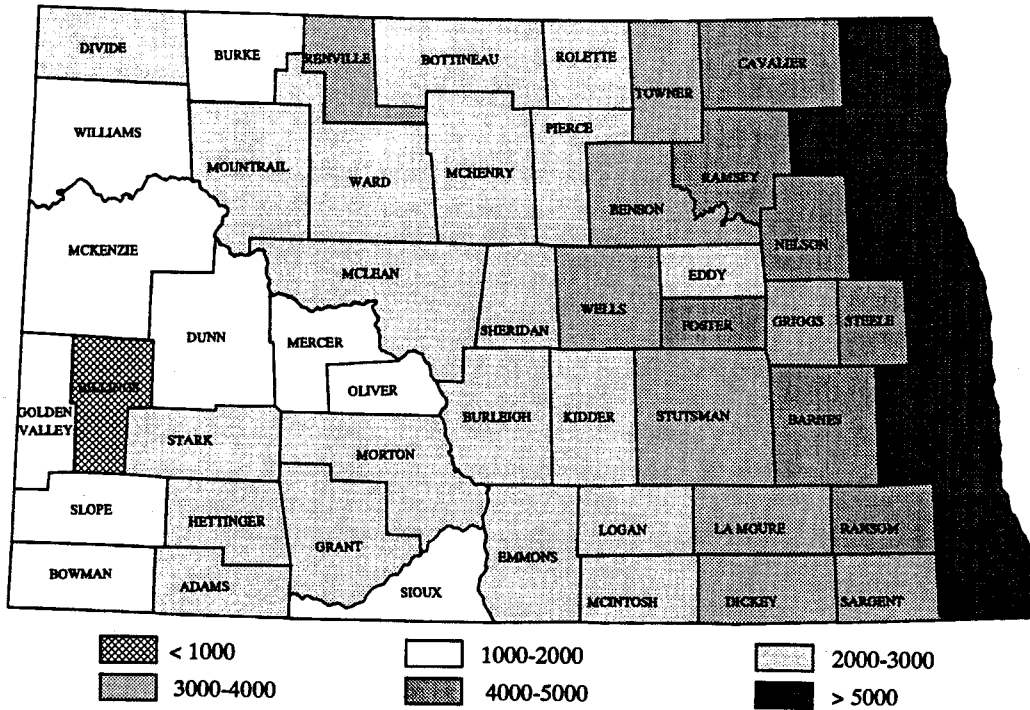 DIVIDE
BURKE
RENVILLE
BOTTINEAU
ROLETTE
TOWNER
CAVALIER
WILLIAMS
MOUNTRAIL
WARD
MCHENRY
PIERCE
BENSON
RAMSEY
NELSON
MCKENZIE
MCLEAN
SHERIDAN
WELLS
EDDY
FOSTER
GRIGGS
STEELE
DUNN
MERCER
OLIVER
BILLINGS
GOLDEN
VALLEY
STARK
MORTON
BURLEIGH
KIDDER
STUTSMAN
BARNES
SLOPE
HETTINGER
GRANT
EMMONS
LOGAN
LA MOURE
RANSOM
BOWMAN
ADAMS
SIOUX
MCINTOSH
DICKEY
SARGENT
< 1000
1000-2000
2000-3000
3000-4000
4000-5000
> 5000